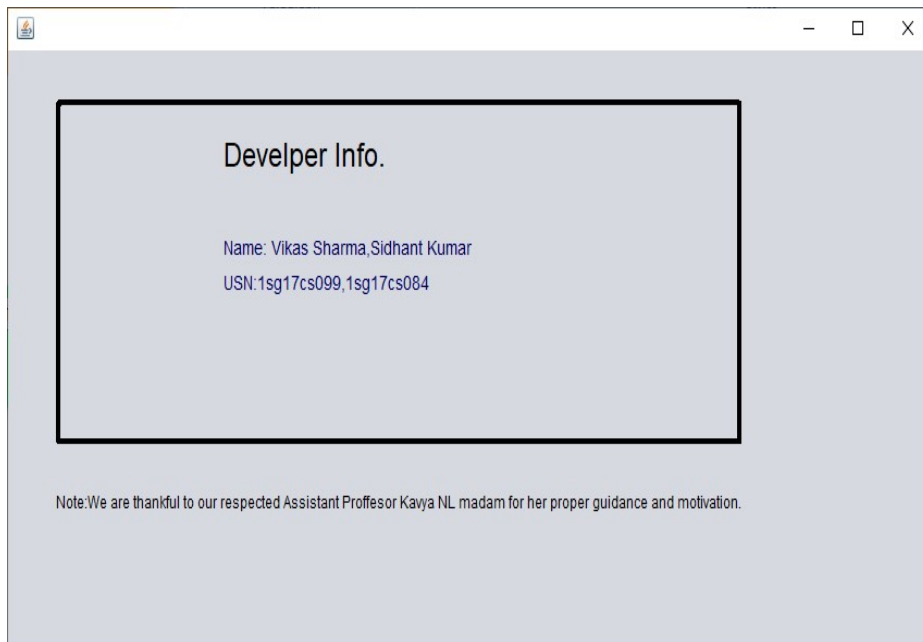 Develper Info.
Name: Vikas Sharma,Sidhant Kumar
USN:1sg17cs099,1sg17cs084
Note:We are thankful to our respected Assistant Proffesor Kavya NL madam for her proper guidance and motivation.